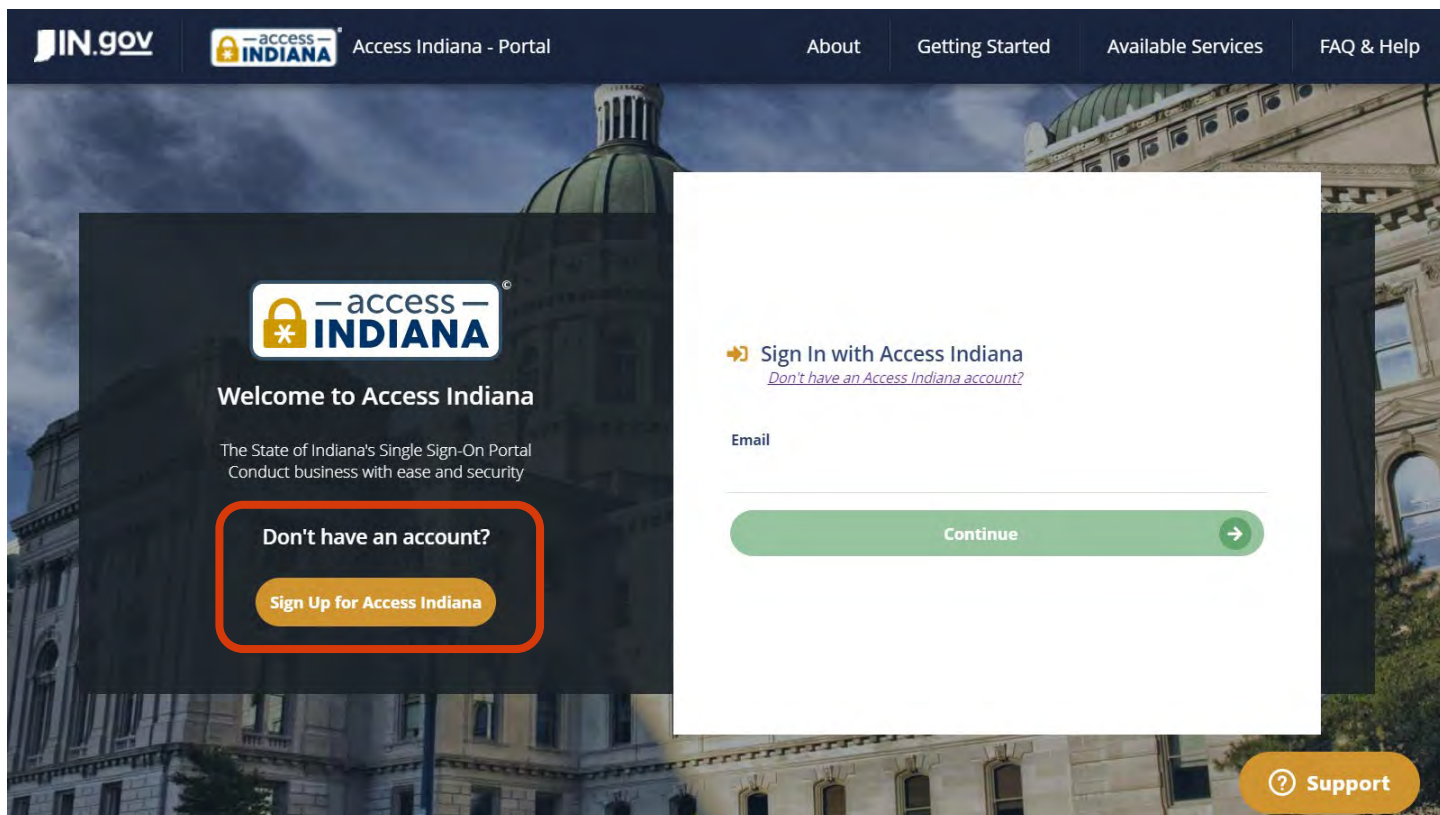 IN.gov
access INDIANA
Access Indiana - Portal
About
Getting Started
Available Services
FAQ & Help
access ©
INDIANA
Welcome to Access Indiana
The State of Indiana's Single Sign-On Portal
Conduct business with ease and security
Don't have an account?
Sign Up for Access Indiana
Sign In with Access Indiana
Don't have an Access Indiana account?
Email
Continue
Support